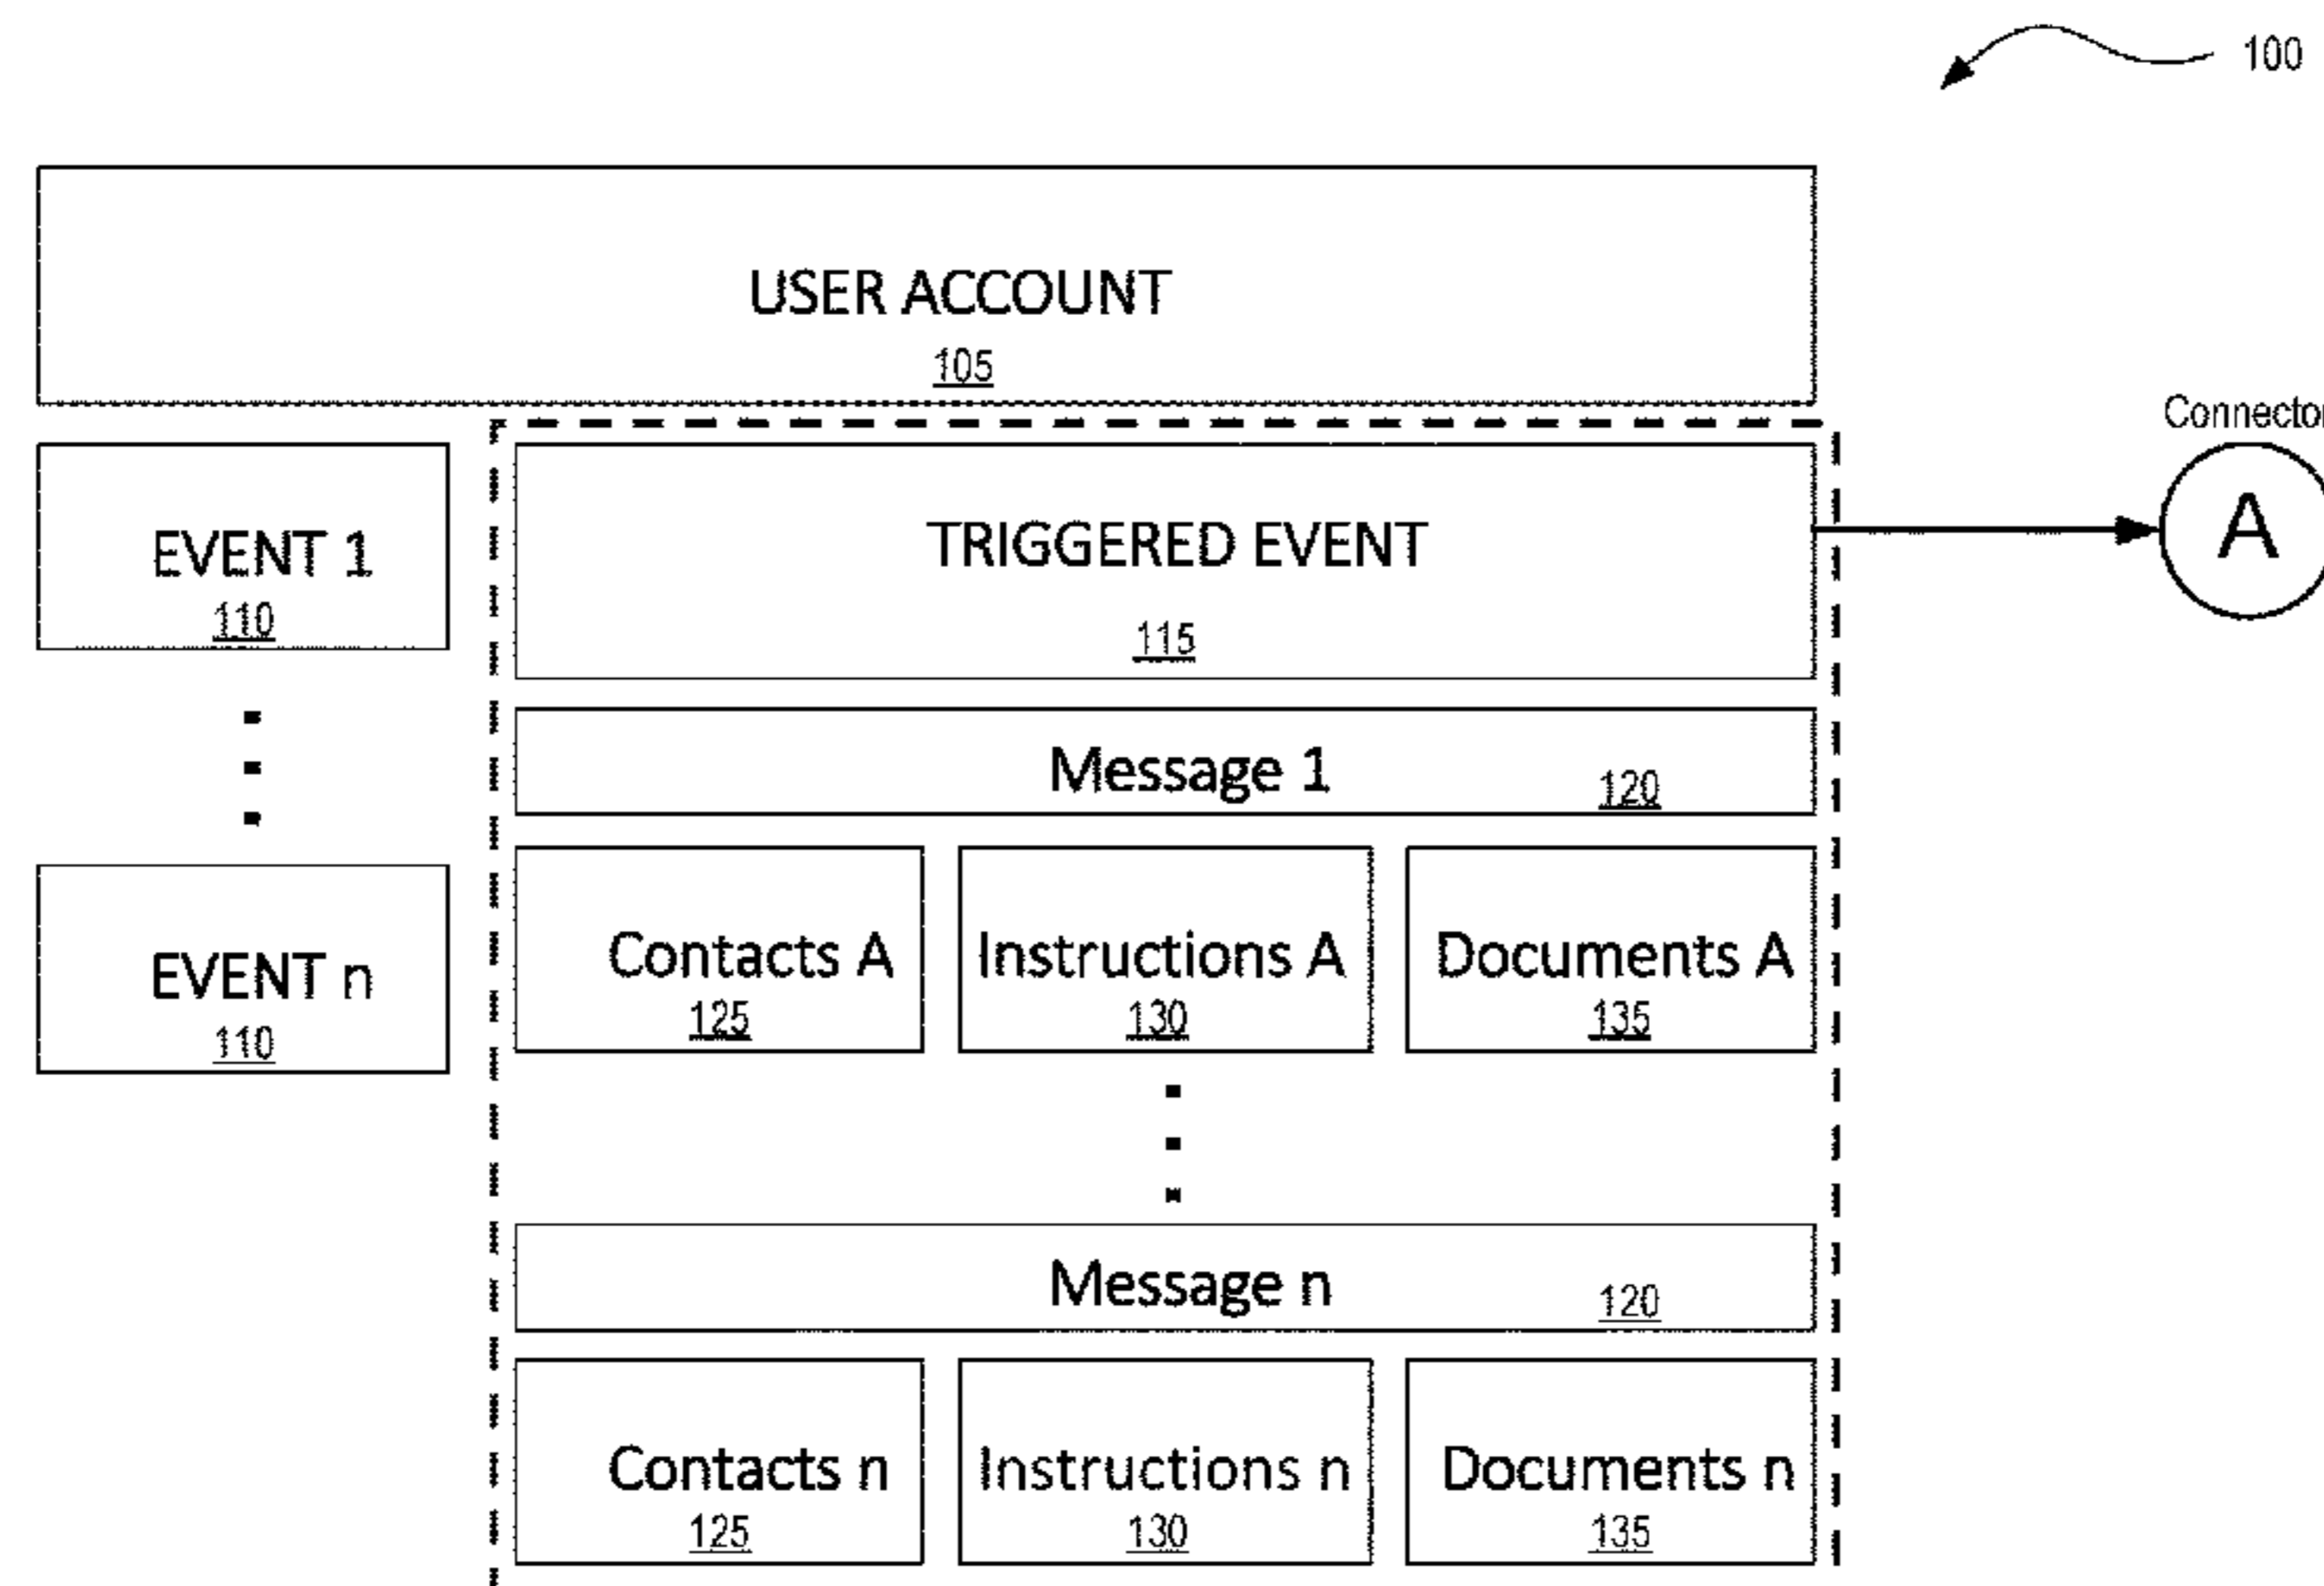 100
USER ACCOUNT
105
Connector
EVENT 1
110
TRIGGERED EVENT
115
A
Message 1 120
Contacts A
125
Instructions A
130
Documents A
135
EVENT n
110
Message n 120
Contacts n
125
Instructions n
130
Documents n
135